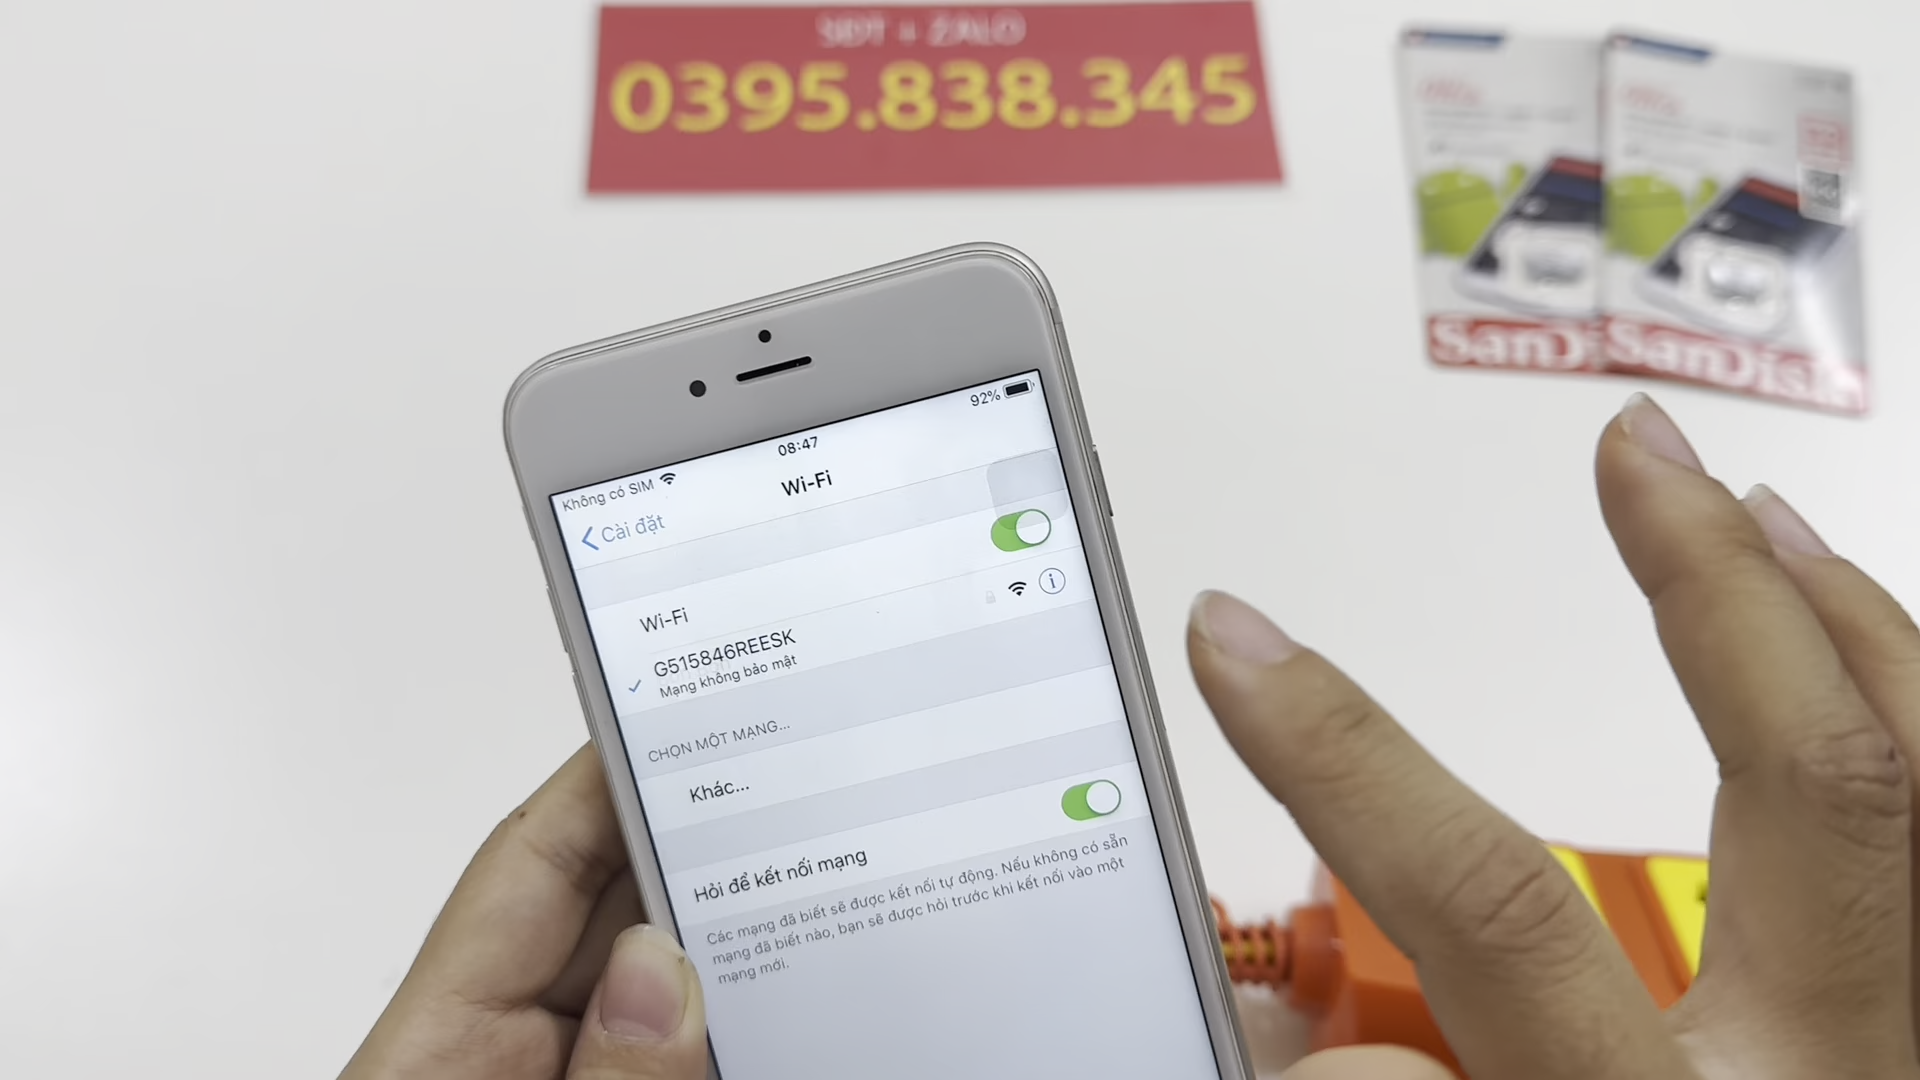 SĐT + ZALO
0395.838.345
SanDi
SanDisk
92%
08:47
Không có SIM
Wi-Fi
Cài đặt
Wi-Fi
G515846REESK
Mạng không bảo mật
CHỌN MỘT MẠNG...
Khác...
Hỏi để kết nối mạng
Các mạng đã biết sẽ được kết nối tự động. Nếu không có sẵn
mạng đã biết nào, bạn sẽ được hỏi trước khi kết nối vào một
mạng mới.